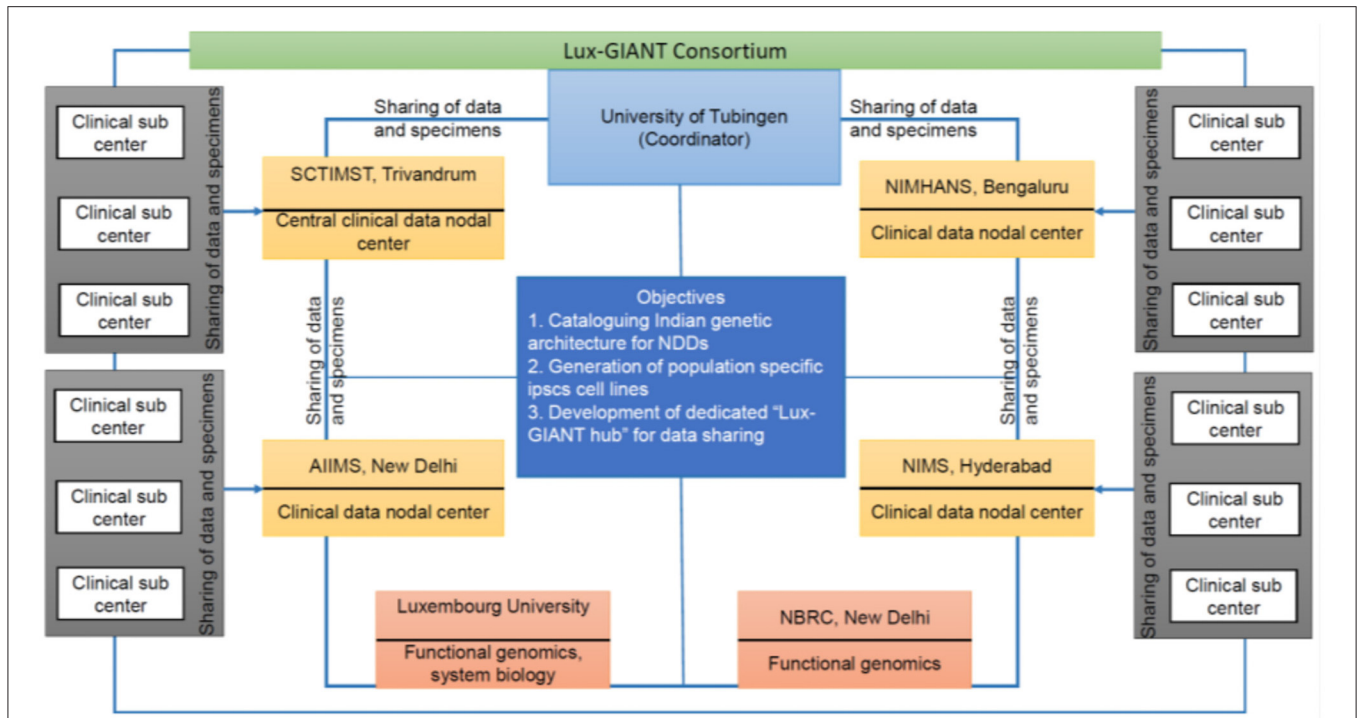 Lux-GIANT Consortium
University of Tubingen
(Coordinator)
Sharing of data
and specimens
Sharing of data
and specimens
Clinical sub
center
Clinical sub
center
Clinical sub
center
Sharing of data and specimens
SCTIMST, Trivandrum
Central clinical data nodal
center
NIMHANS, Bengaluru
Clinical data nodal center
Sharing of data and specimens
Clinical sub
center
Clinical sub
center
Clinical sub
center
Sharing of data
and specimens
Objectives
1. Cataloguing Indian genetic
architecture for NDDs
2. Generation of population specific
ipscs cell lines
3. Development of dedicated “Lux-
GIANT hub” for data sharing
Sharing of data
and specimens
Clinical sub
center
Clinical sub
center
Clinical sub
center
Sharing of data and specimens
AIIMS, New Delhi
Clinical data nodal center
NIMS, Hyderabad
Clinical data nodal center
Sharing of data and specimens
Clinical sub
center
Clinical sub
center
Clinical sub
center
Luxembourg University
Functional genomics,
system biology
NBRC, New Delhi
Functional genomics